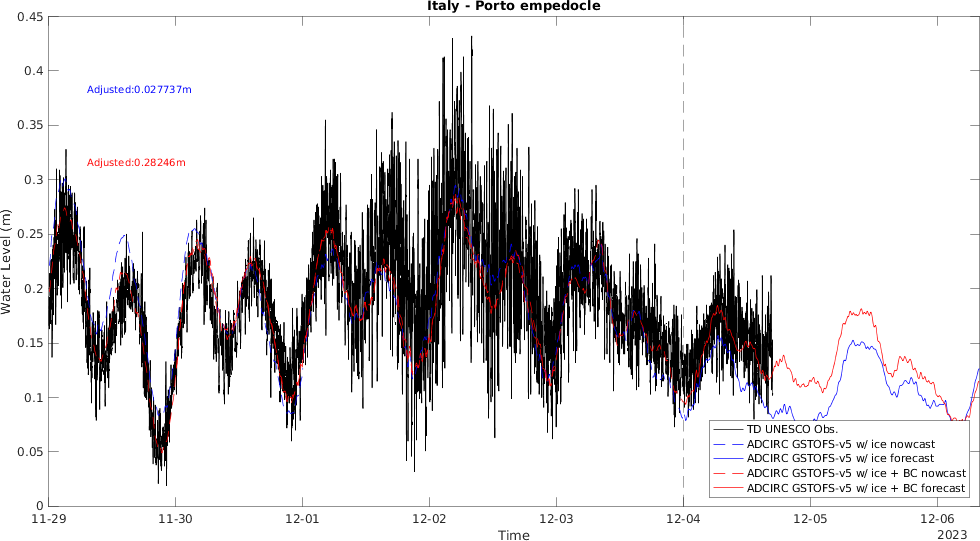 Italy - Porto empedocle
0.45
0.4
0.35
0.3
0.25
0.2
0.15
0.1
0.05
0
Water Level (m)
Adjusted:0.027737m
Adjusted:0.28246m
TD UNESCO Obs.
ADCIRC GSTOFS-v5 w/ ice nowcast
ADCIRC GSTOFS-v5 w/ ice forecast
ADCIRC GSTOFS-v5 w/ ice + BC nowcast
ADCIRC GSTOFS-v5 w/ ice + BC forecast
11-29 11-30 12-01 12-02 12-03 12-04 12-05 12-06
Time
2023